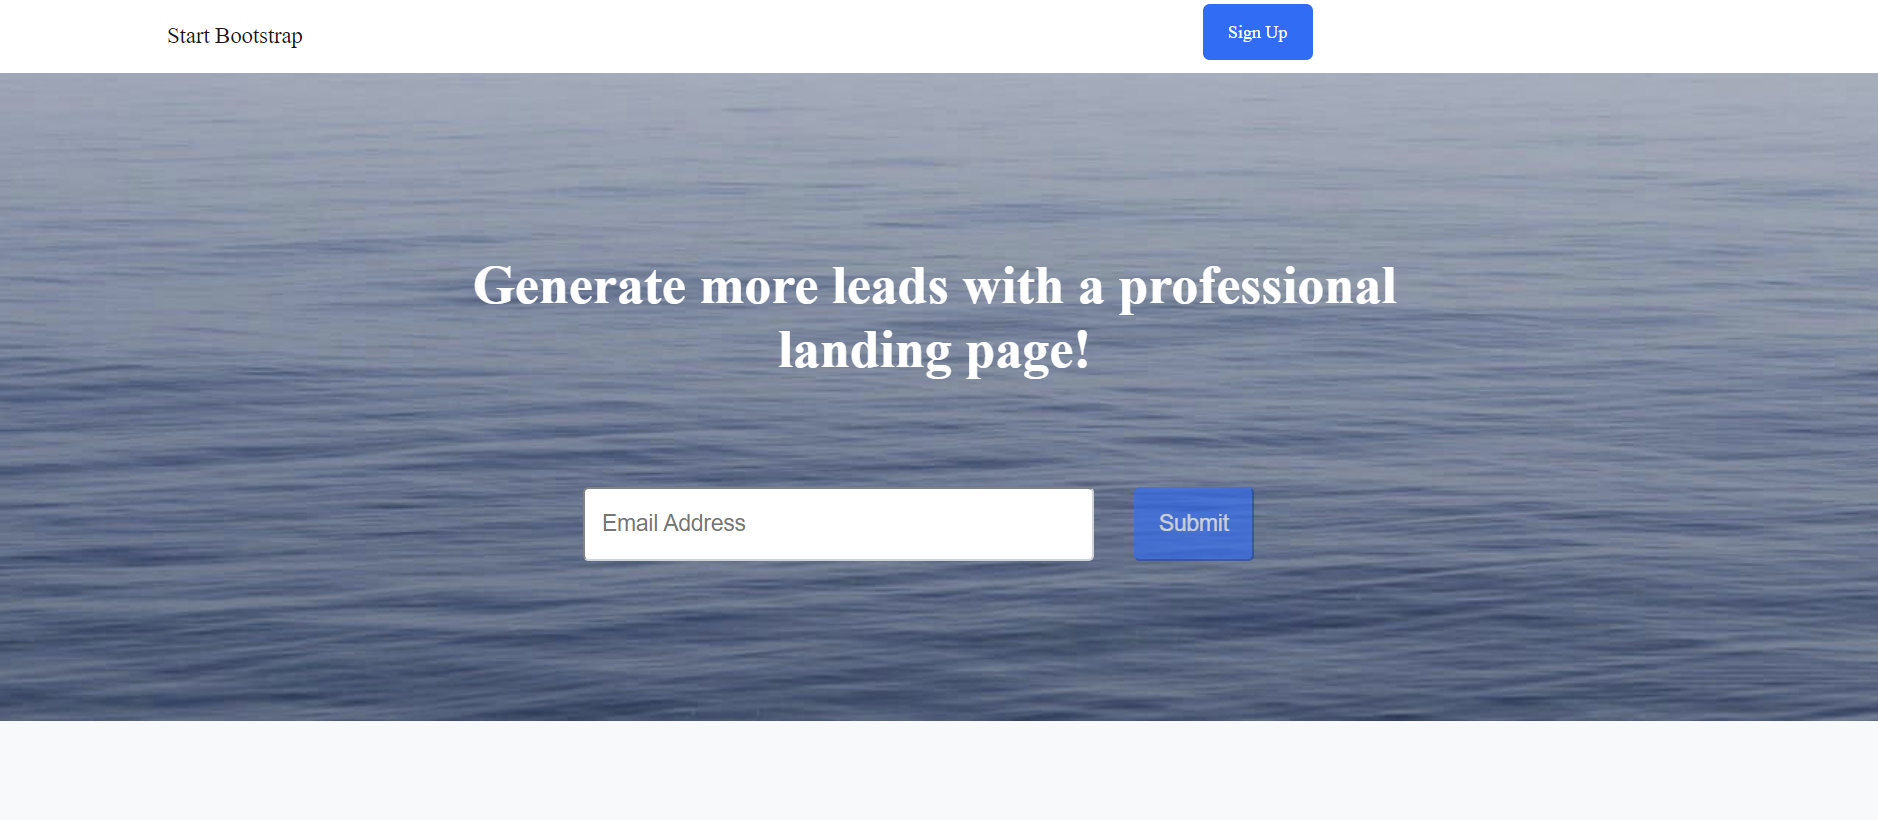 Start Bootstrap
Sign Up
Generate more leads with a professional
landing page!
Email Address
Submit